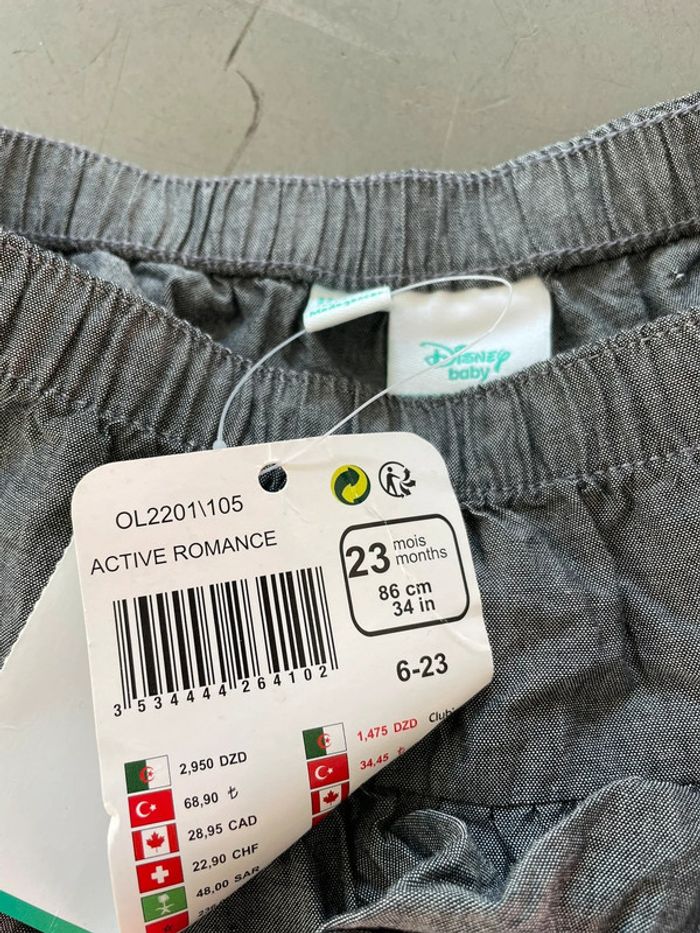 Madagascar
Disney
baby
OL2201\105
ACTIVE ROMANCE
23 mois
months
86 cm
34 in
3 534444 264102
6-23
2,950 DZD
68,90 ₺
28,95 CAD
22,90 CHF
48,00 SAR
1,475 DZD
34,45 ₺